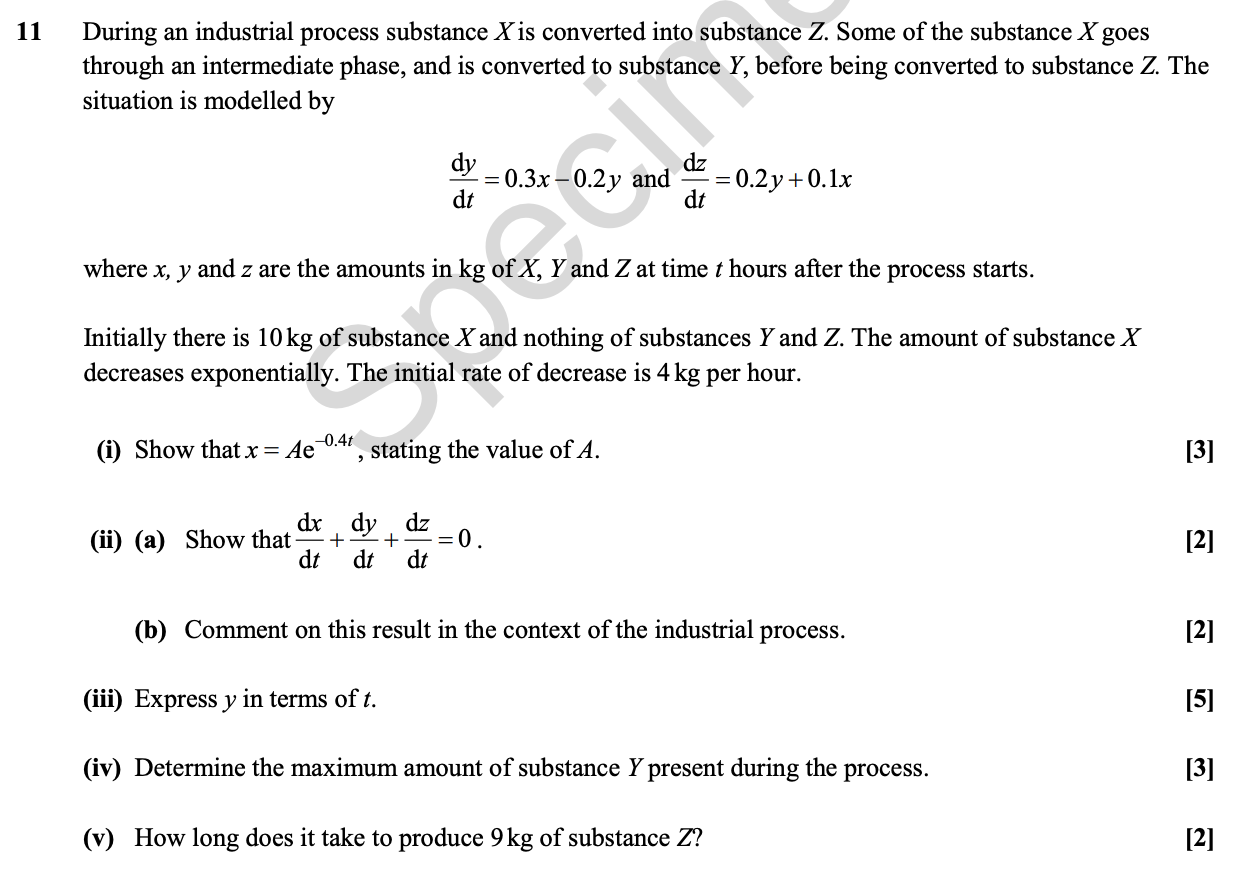 11 During an industrial process substance X is converted into substance Z. Some of the substance X goes
through an intermediate phase, and is converted to substance Y, before being converted to substance Z. The
situation is modelled by
dy/dt = 0.3x − 0.2y and dz/dt = 0.2y + 0.1x
where x, y and z are the amounts in kg of X, Y and Z at time t hours after the process starts.
Initially there is 10 kg of substance X and nothing of substances Y and Z. The amount of substance X
decreases exponentially. The initial rate of decrease is 4 kg per hour.
(i) Show that x = Ae^−0.4t, stating the value of A. [3]
(ii) (a) Show that dx/dt + dy/dt + dz/dt = 0. [2]
(b) Comment on this result in the context of the industrial process. [2]
(iii) Express y in terms of t. [5]
(iv) Determine the maximum amount of substance Y present during the process. [3]
(v) How long does it take to produce 9 kg of substance Z? [2]
Specim